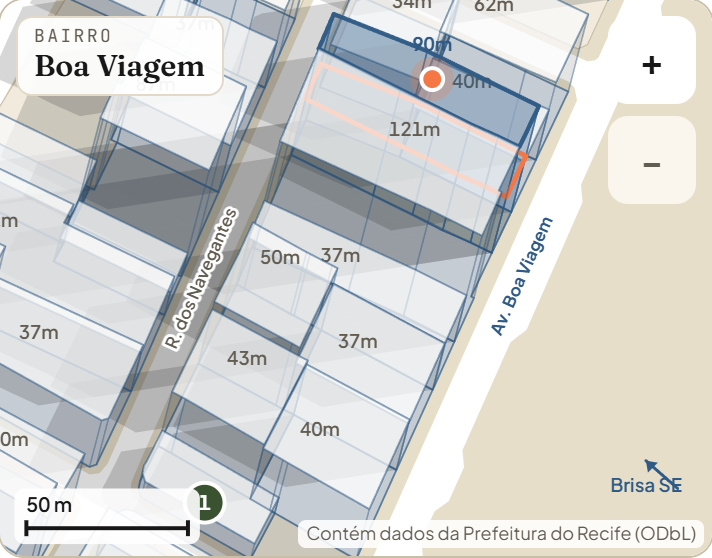 34m
62m
BAIRRO
Boa Viagem
90m
40m
121m
+
−
m
R. dos Navegantes
50m
37m
Av. Boa Viagem
37m
37m
43m
40m
0m
Brisa SE
50 m
1
Contém dados da Prefeitura do Recife (ODbL)